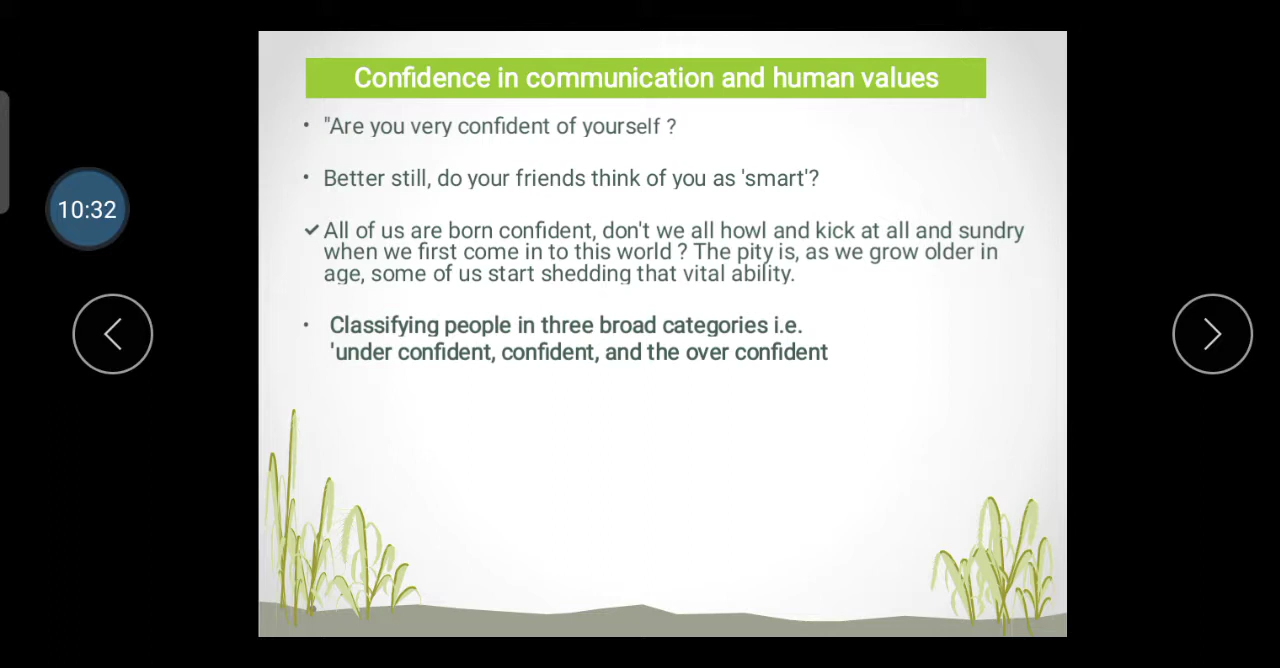 Confidence in communication and human values
• "Are you very confident of yourself ?
• Better still, do your friends think of you as 'smart'?
10:32
✓ All of us are born confident, don't we all howl and kick at all and sundry
when we first come in to this world ? The pity is, as we grow older in
age, some of us start shedding that vital ability.
• Classifying people in three broad categories i.e.
'under confident, confident, and the over confident